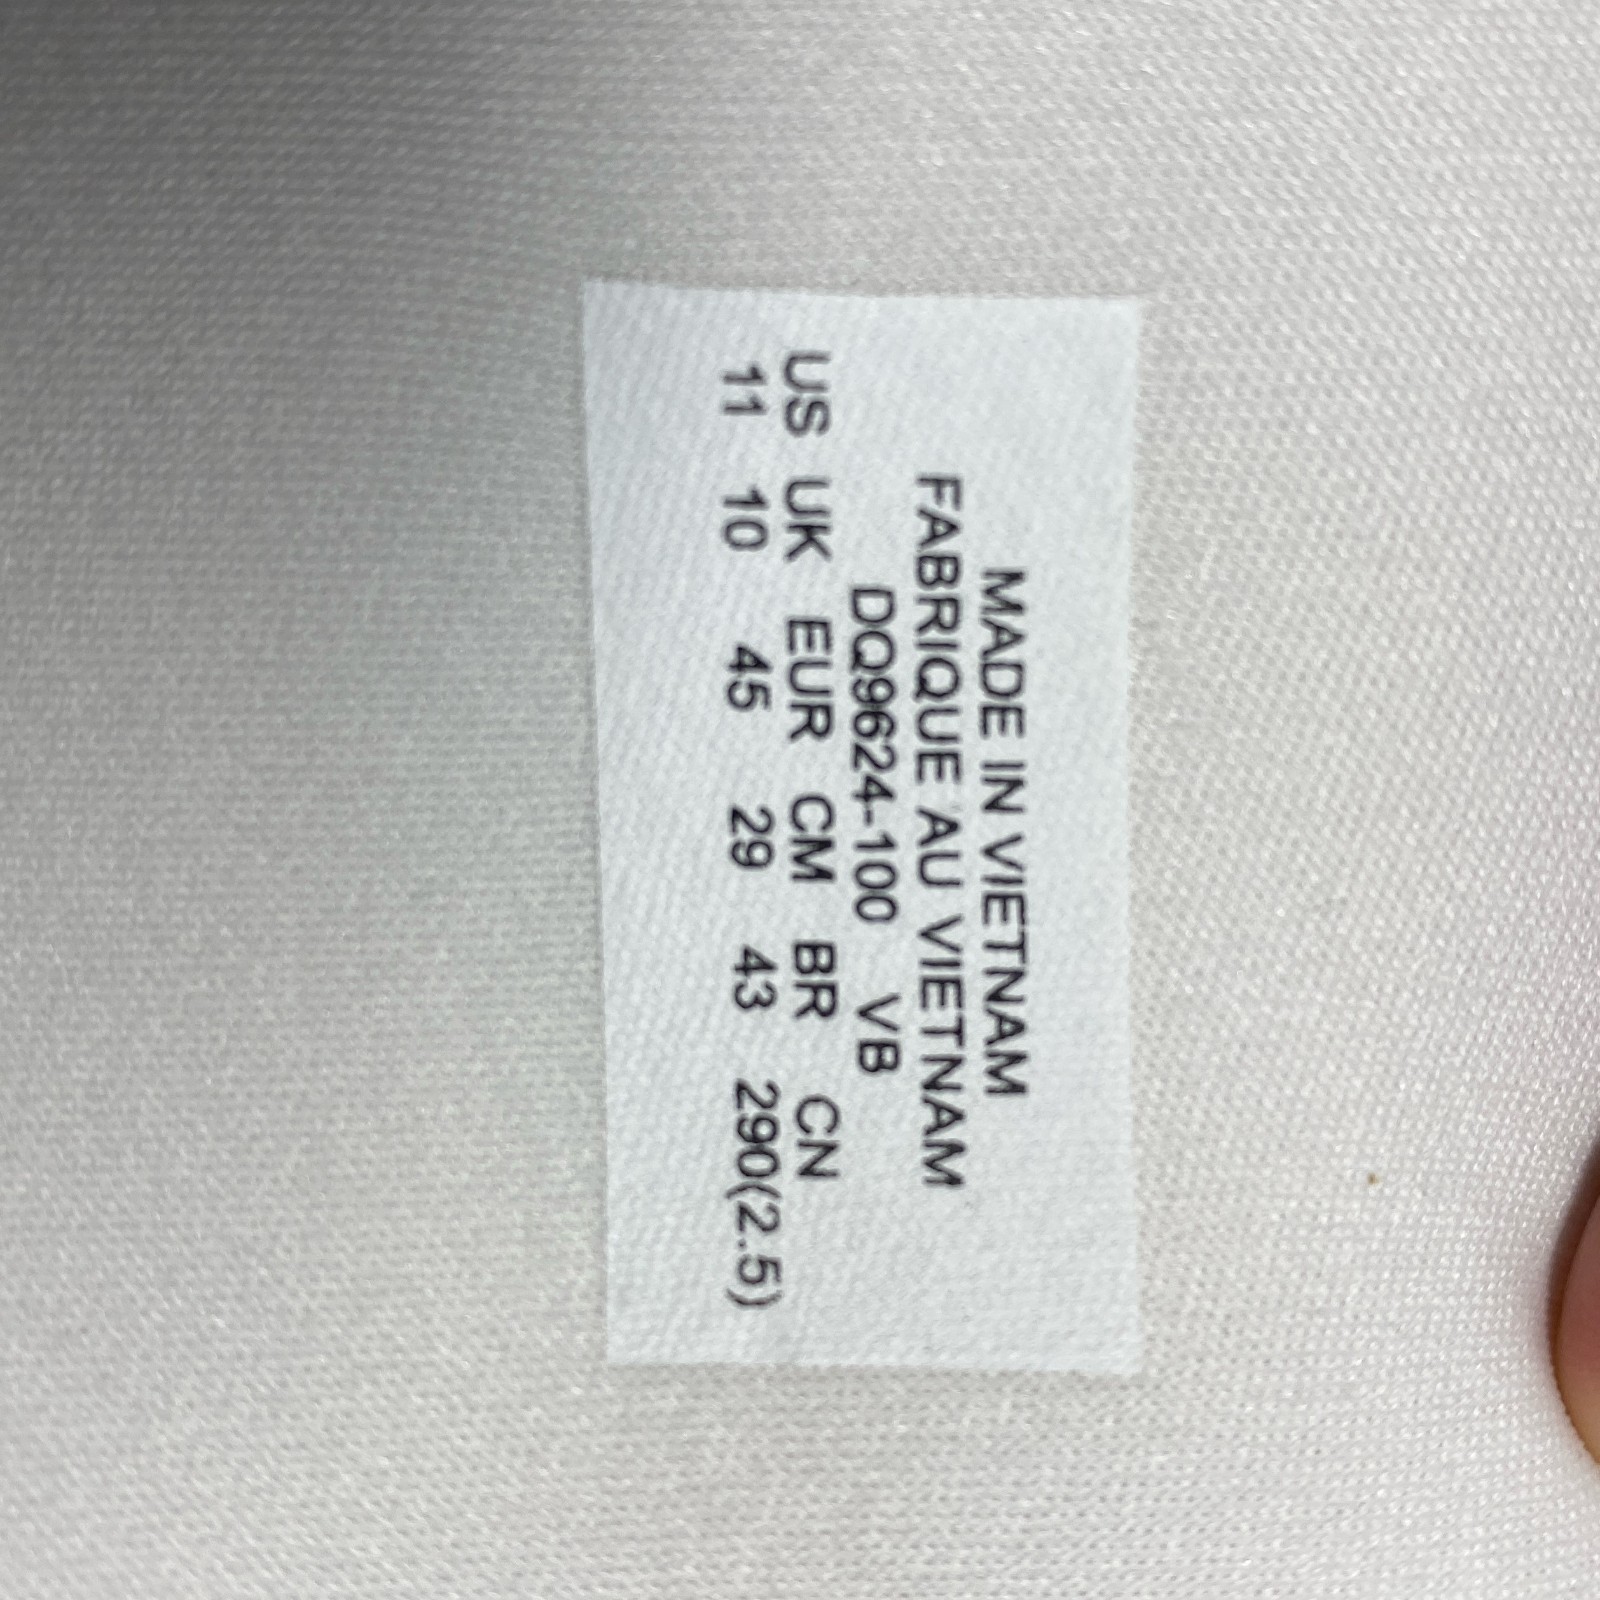 MADE IN VIETNAM
FABRIQUE AU VIETNAM
DQ9624-100 VB
US UK EUR CM BR CN
11 10 45 29 43 290(2.5)